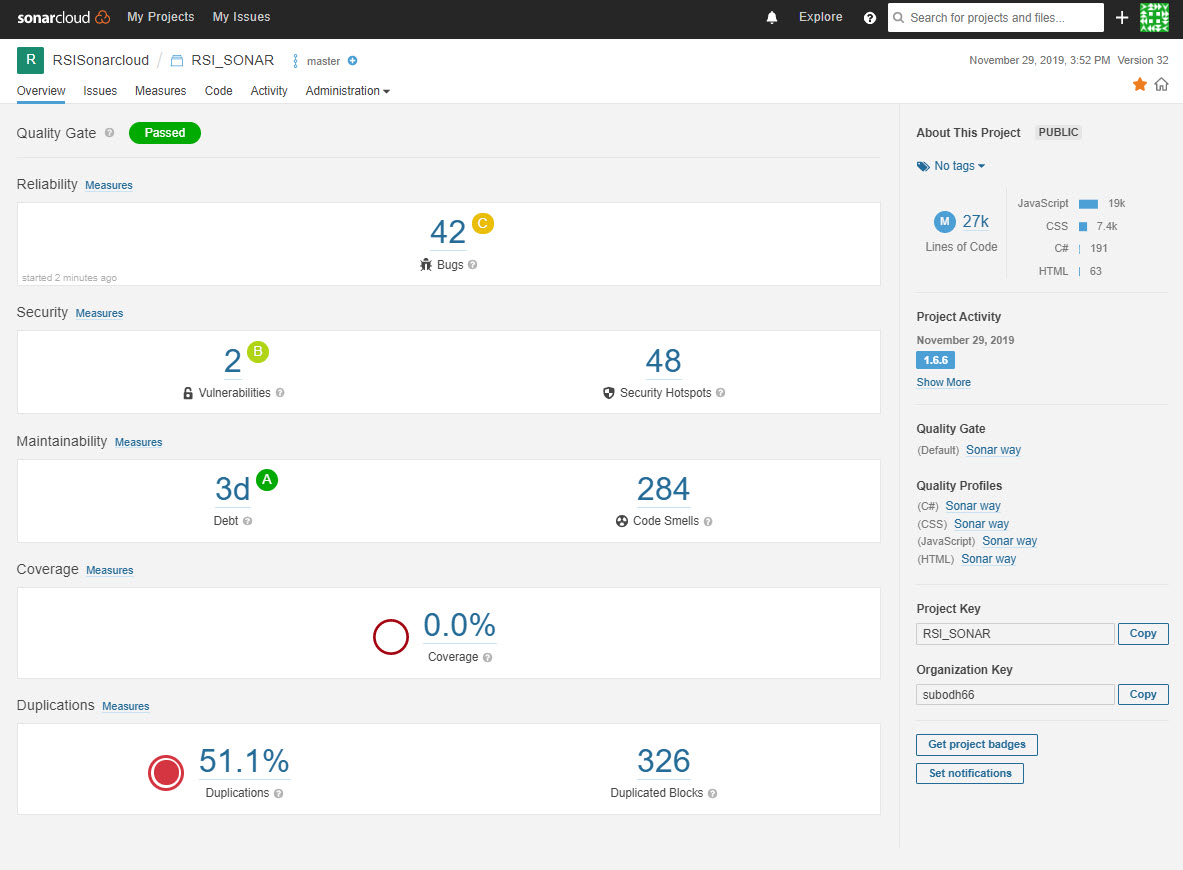 sonarcloud My Projects My Issues Explore Search for projects and files...
R RSISonarcloud / RSI_SONAR master November 29, 2019, 3:52 PM Version 32
Overview Issues Measures Code Activity Administration
Quality Gate Passed
Reliability Measures
42 C
Bugs
started 2 minutes ago
Security Measures
2 B 48
Vulnerabilities Security Hotspots
Maintainability Measures
3d A 284
Debt Code Smells
Coverage Measures
0.0%
Coverage
Duplications Measures
51.1% 326
Duplications Duplicated Blocks
About This Project PUBLIC
No tags
M 27k
Lines of Code
JavaScript 19k
CSS 7.4k
C# 191
HTML 63
Project Activity
November 29, 2019
1.6.6
Show More
Quality Gate
(Default) Sonar way
Quality Profiles
(C#) Sonar way
(CSS) Sonar way
(JavaScript) Sonar way
(HTML) Sonar way
Project Key
RSI_SONAR Copy
Organization Key
subodh66 Copy
Get project badges
Set notifications